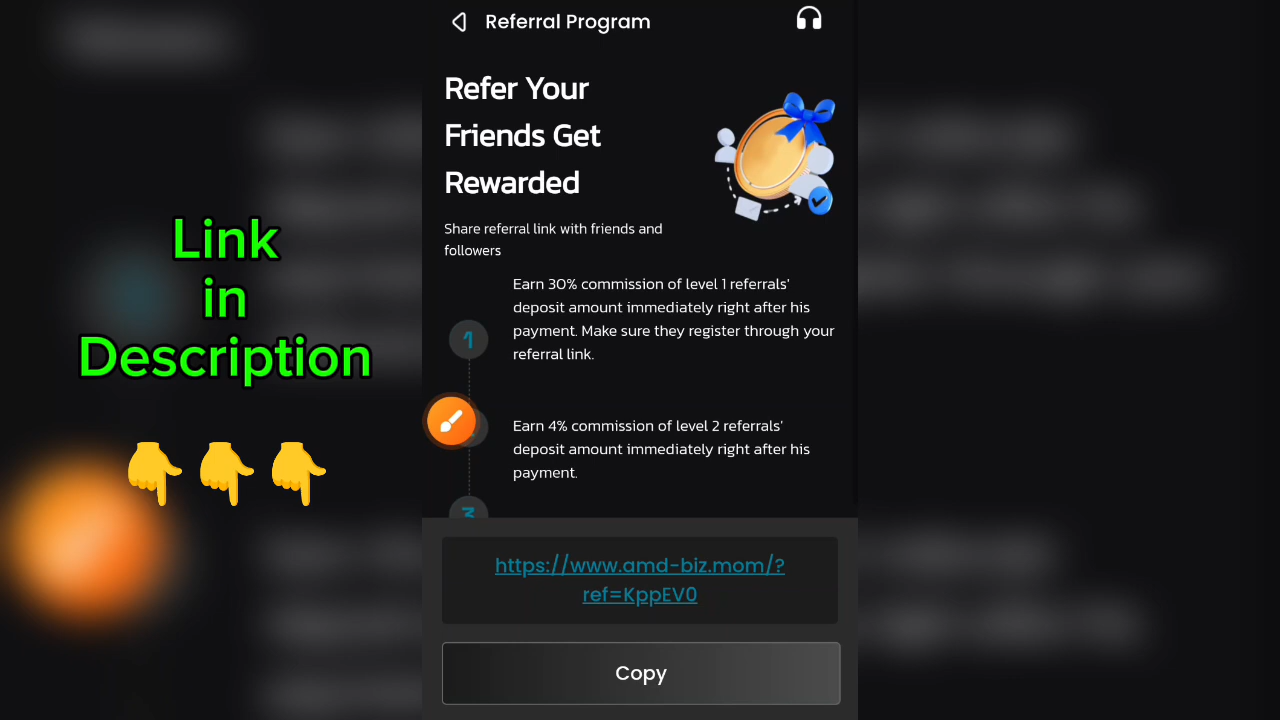 Referral Program
Refer Your
Friends Get
Rewarded
Share referral link with friends and
followers
1
Earn 30% commission of level 1 referrals'
deposit amount immediately right after his
payment. Make sure they register through your
referral link.
Earn 4% commission of level 2 referrals'
deposit amount immediately right after his
payment.
3
https://www.amd-biz.mom/?
ref=KppEV0
Copy
Link
in
Description